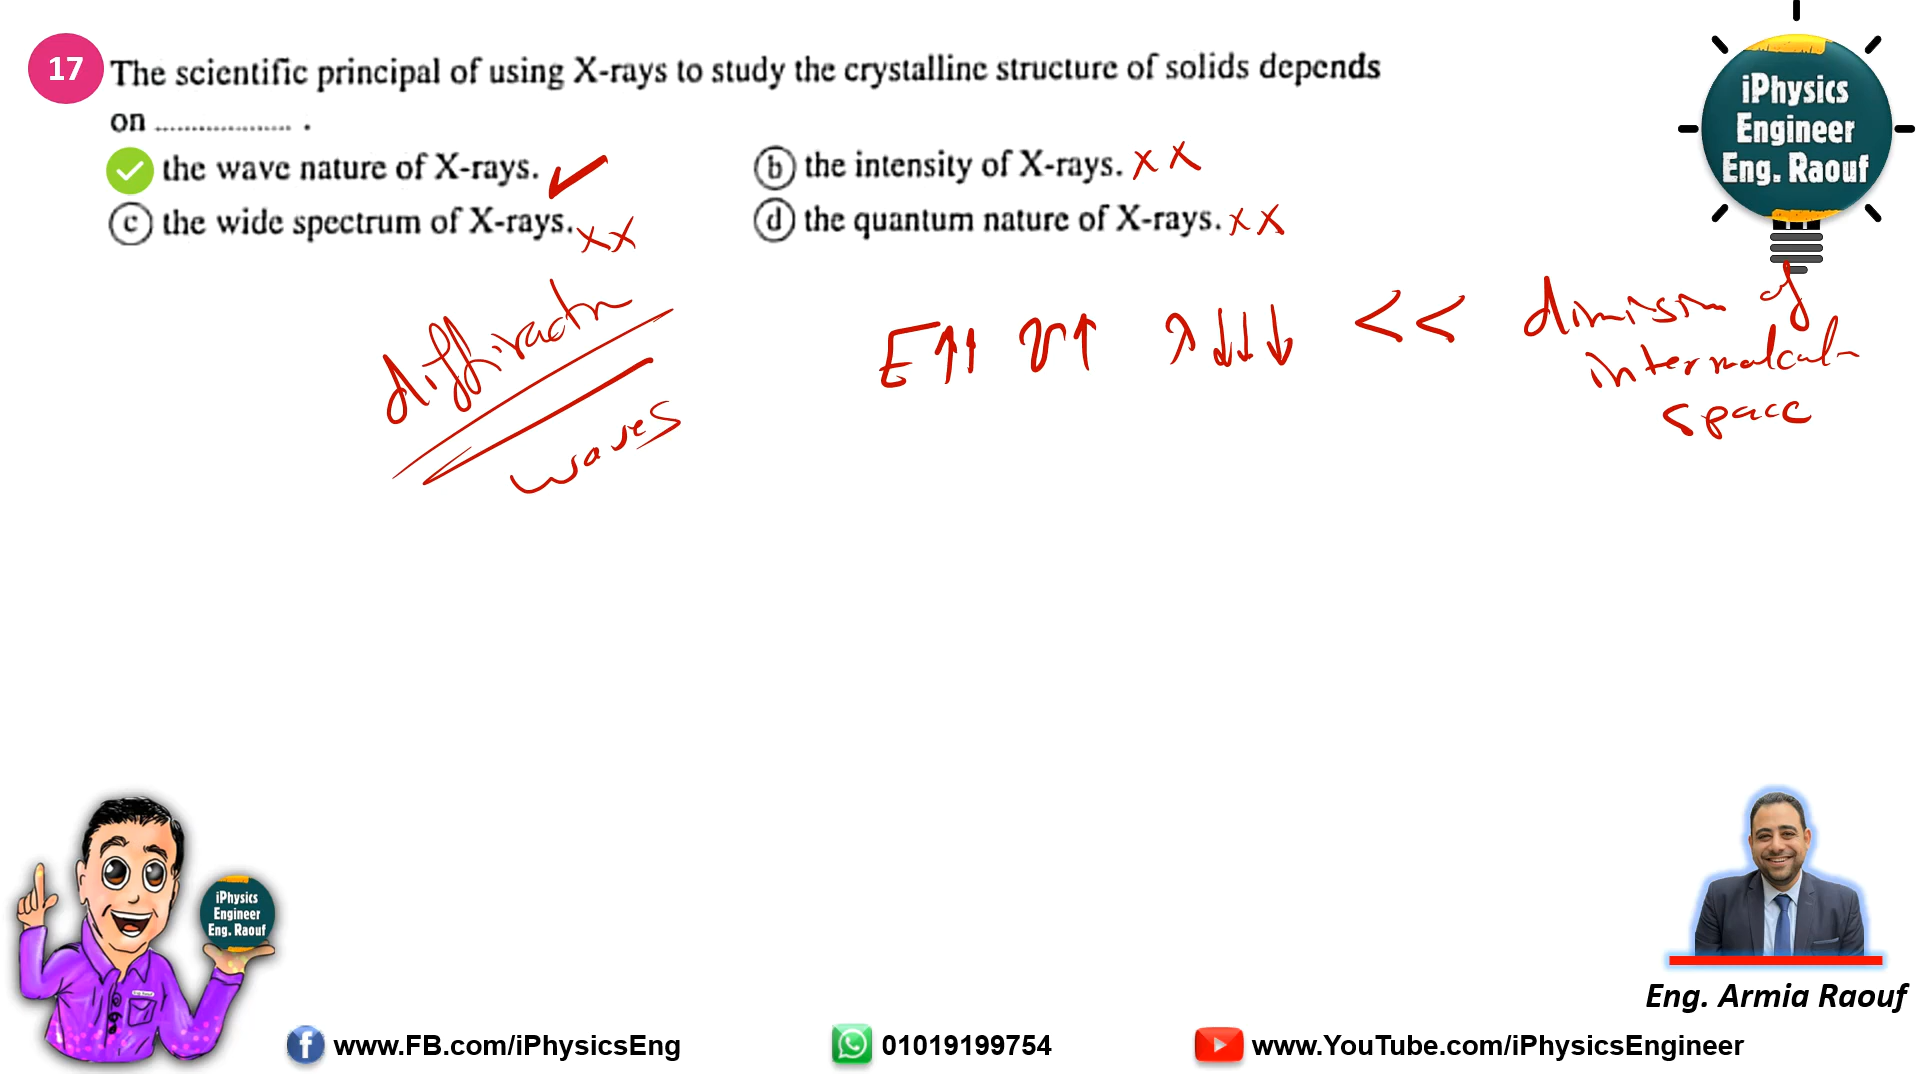 17 The scientific principal of using X-rays to study the crystalline structure of solids depends
on .................... .
the wave nature of X-rays. ✓
b the intensity of X-rays. x x
c the wide spectrum of X-rays. x x
d the quantum nature of X-rays. x x
diffraction
waves
E↑↑ ν↑ λ↓↓↓ <<
of
space
iPhysics
Engineer
Eng. Raouf
iPhysics
Engineer
Eng. Raouf
Eng. Armia Raouf
www.FB.com/iPhysicsEng
01019199754
www.YouTube.com/iPhysicsEngineer